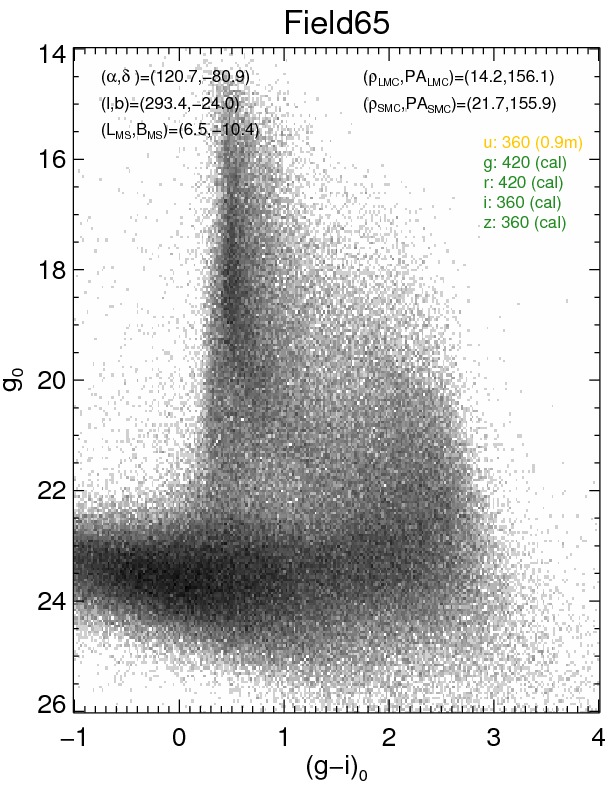 Field65
(α,δ )=(120.7,−80.9)
(l,b)=(293.4,−24.0)
(LMS,BMS)=(6.5,−10.4)
(ρLMC,PALMC)=(14.2,156.1)
(ρSMC,PASMC)=(21.7,155.9)
u: 360 (0.9m)
g: 420 (cal)
r: 420 (cal)
i: 360 (cal)
z: 360 (cal)
14
16
18
20
22
24
26
g0
−1 0 1 2 3 4
(g−i)0